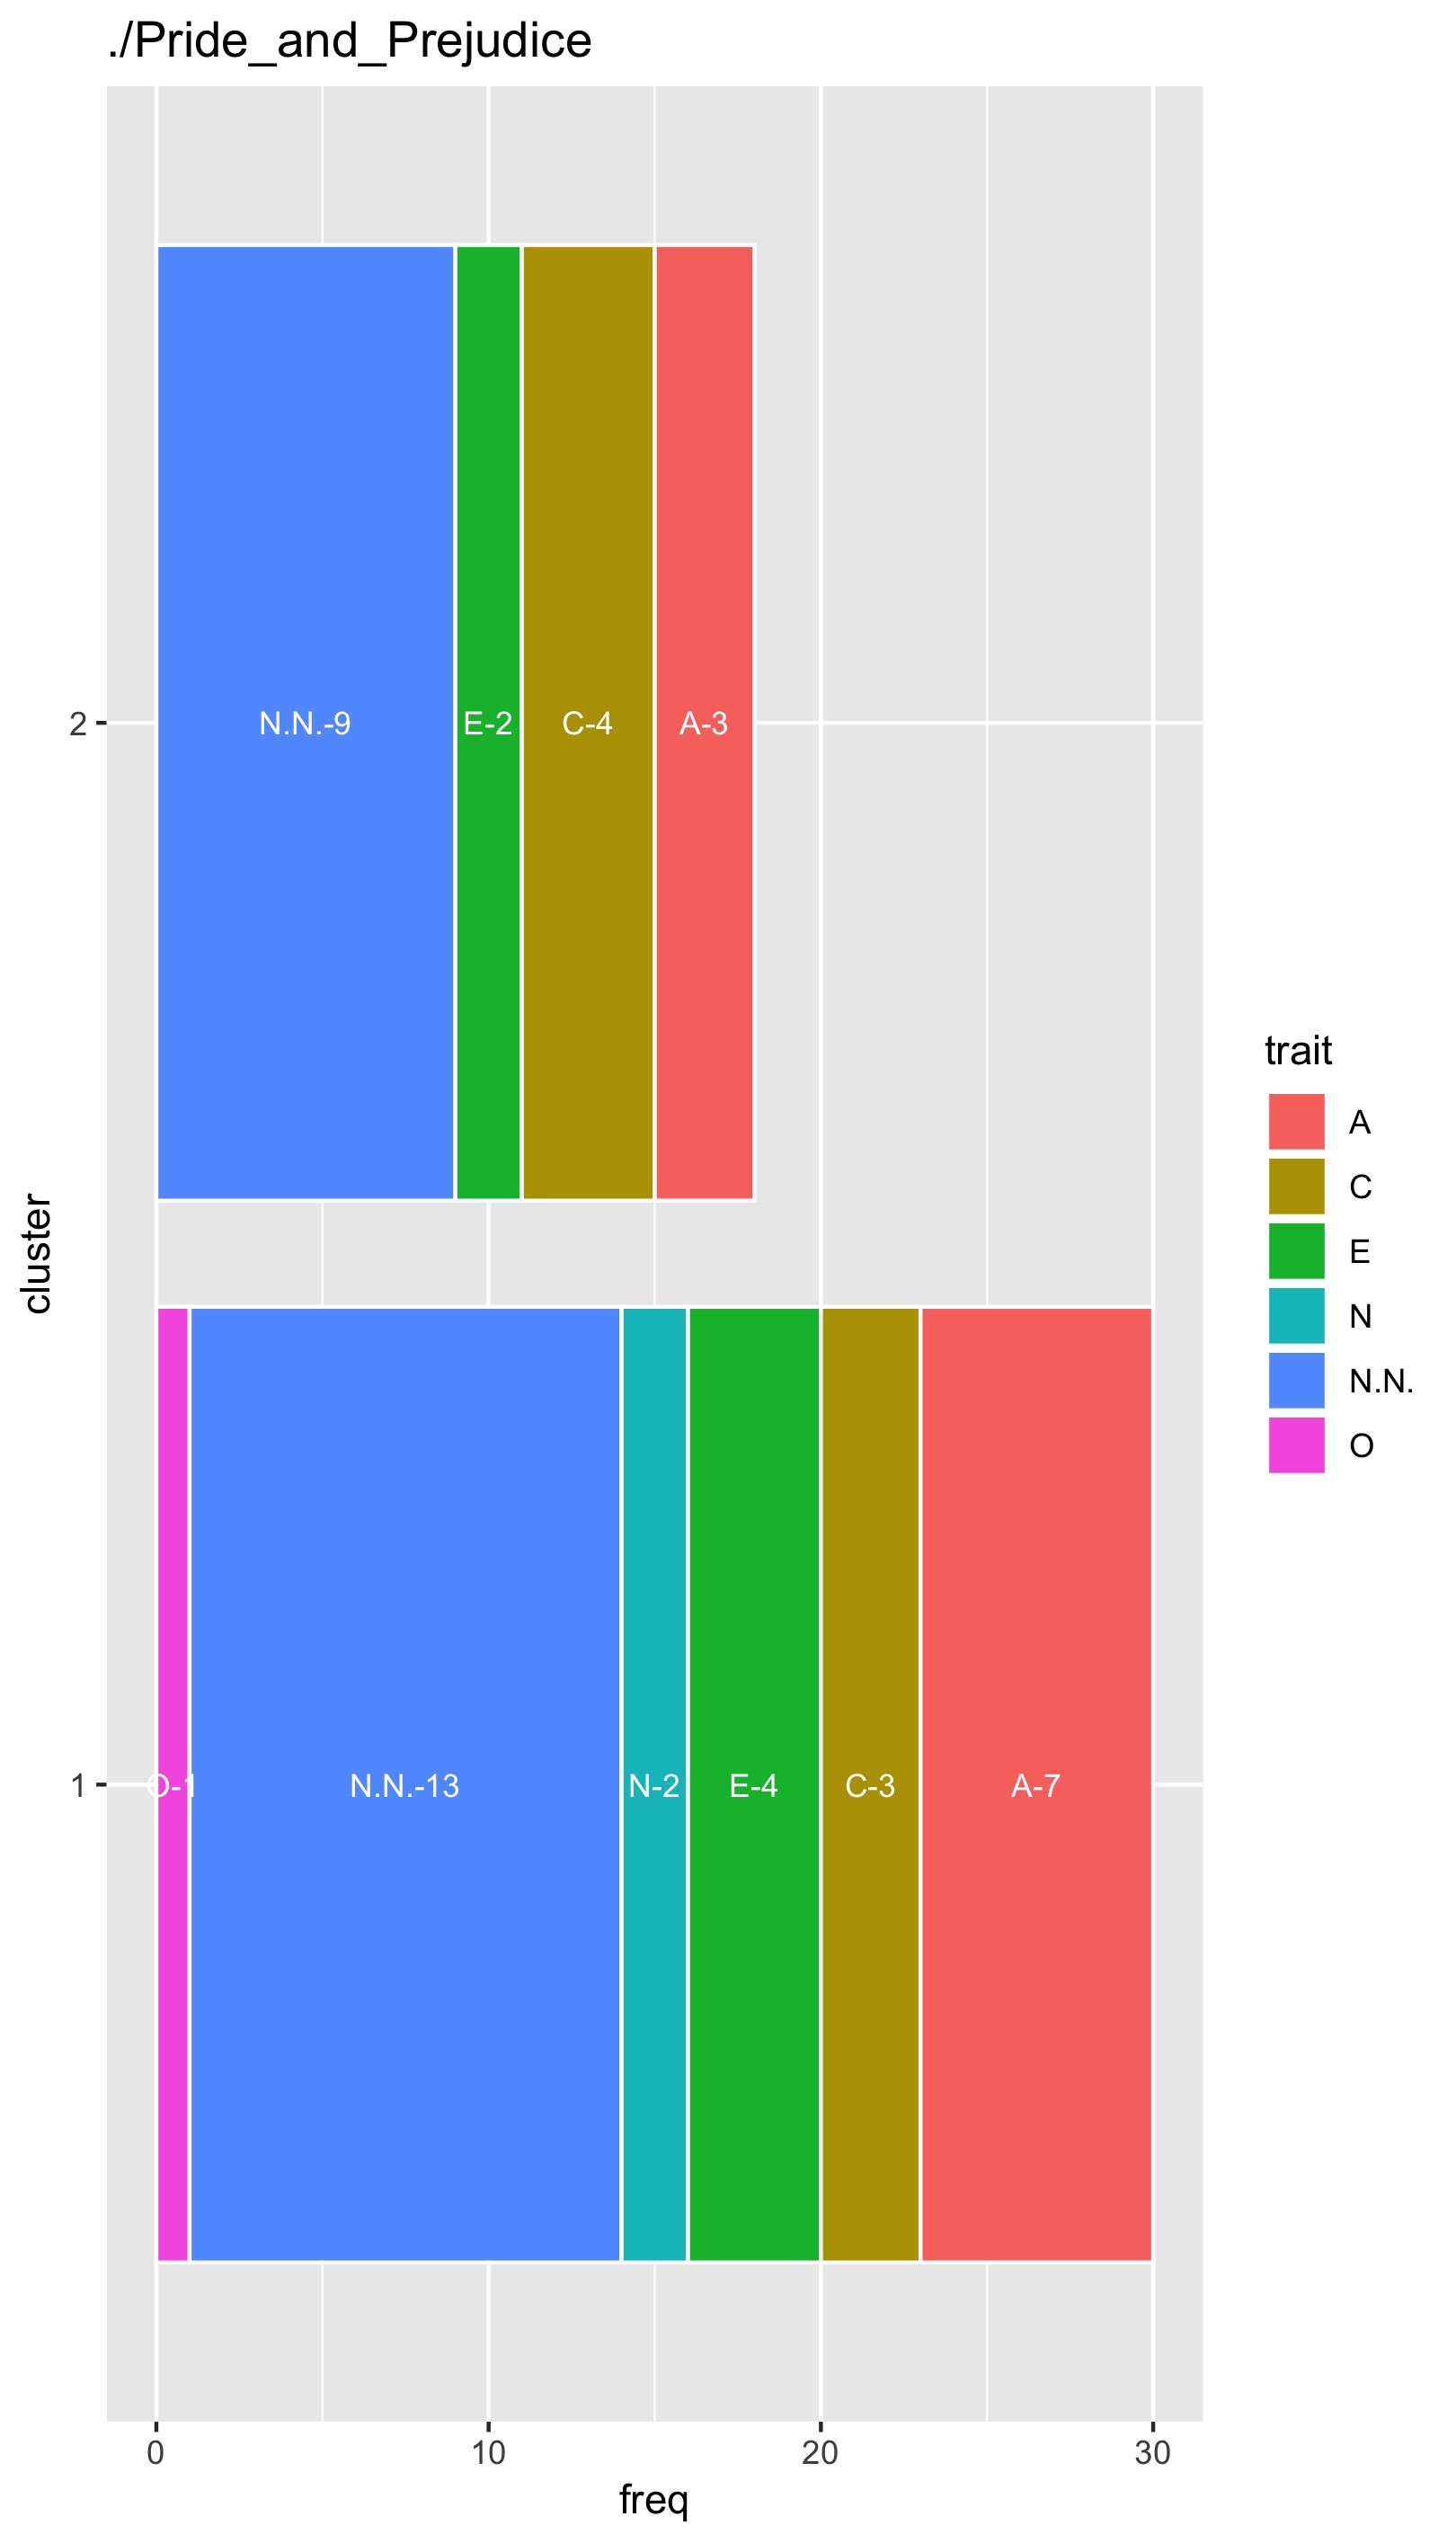 ./Pride_and_Prejudice
cluster
2
N.N.-9 E-2 C-4 A-3
1
O-1 N.N.-13 N-2 E-4 C-3 A-7
0 10 20 30
freq
trait
A
C
E
N
N.N.
O